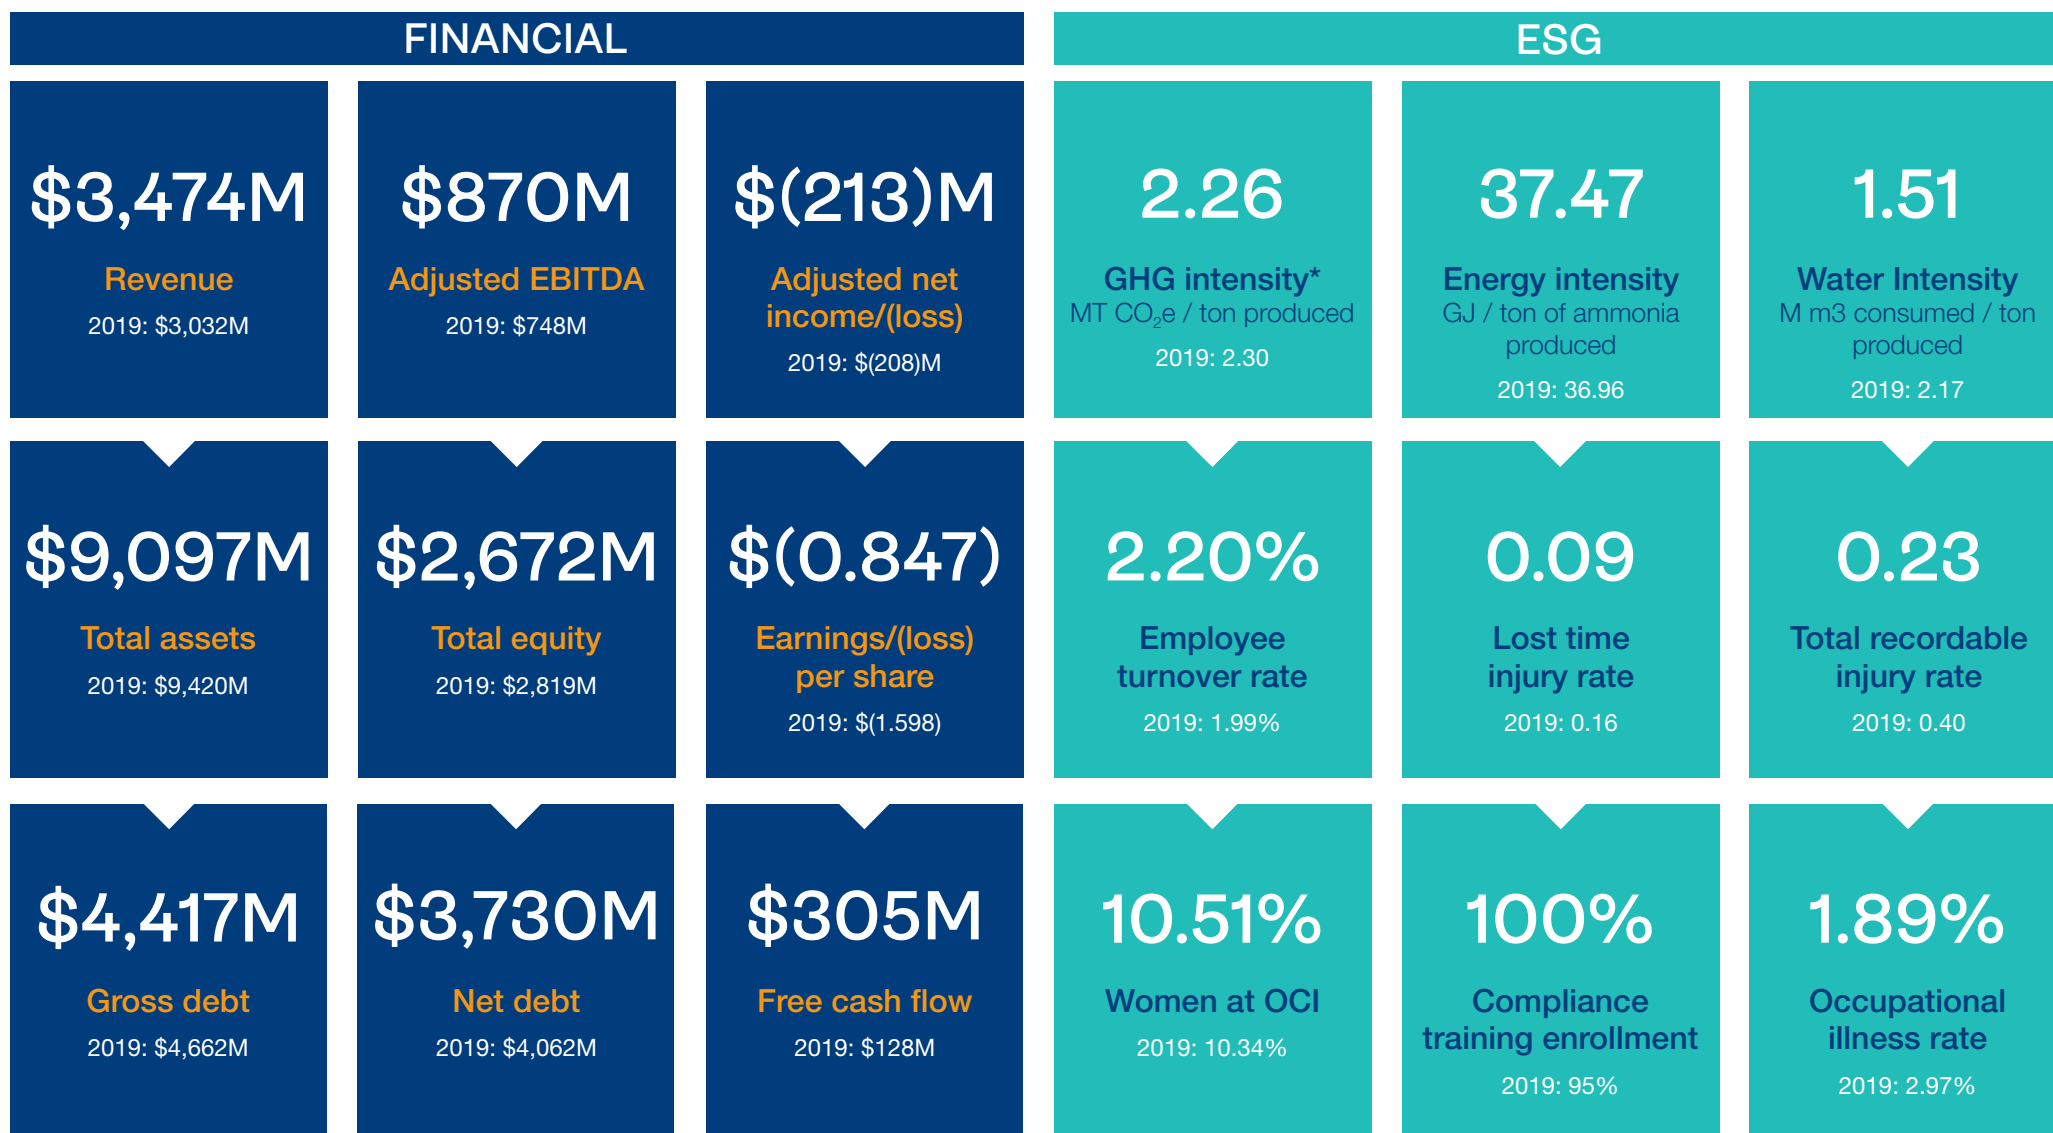 FINANCIAL
$3,474M
Revenue
2019: $3,032M
$870M
Adjusted EBITDA
2019: $748M
$(213)M
Adjusted net
income/(loss)
2019: $(208)M
$9,097M
Total assets
2019: $9,420M
$2,672M
Total equity
2019: $2,819M
$(0.847)
Earnings/(loss)
per share
2019: $(1.598)
$4,417M
Gross debt
2019: $4,662M
$3,730M
Net debt
2019: $4,062M
$305M
Free cash flow
2019: $128M
ESG
2.26
GHG intensity*
MT CO₂e / ton produced
2019: 2.30
37.47
Energy intensity
GJ / ton of ammonia
produced
2019: 36.96
1.51
Water Intensity
M m3 consumed / ton
produced
2019: 2.17
2.20%
Employee
turnover rate
2019: 1.99%
0.09
Lost time
injury rate
2019: 0.16
0.23
Total recordable
injury rate
2019: 0.40
10.51%
Women at OCI
2019: 10.34%
100%
Compliance
training enrollment
2019: 95%
1.89%
Occupational
illness rate
2019: 2.97%